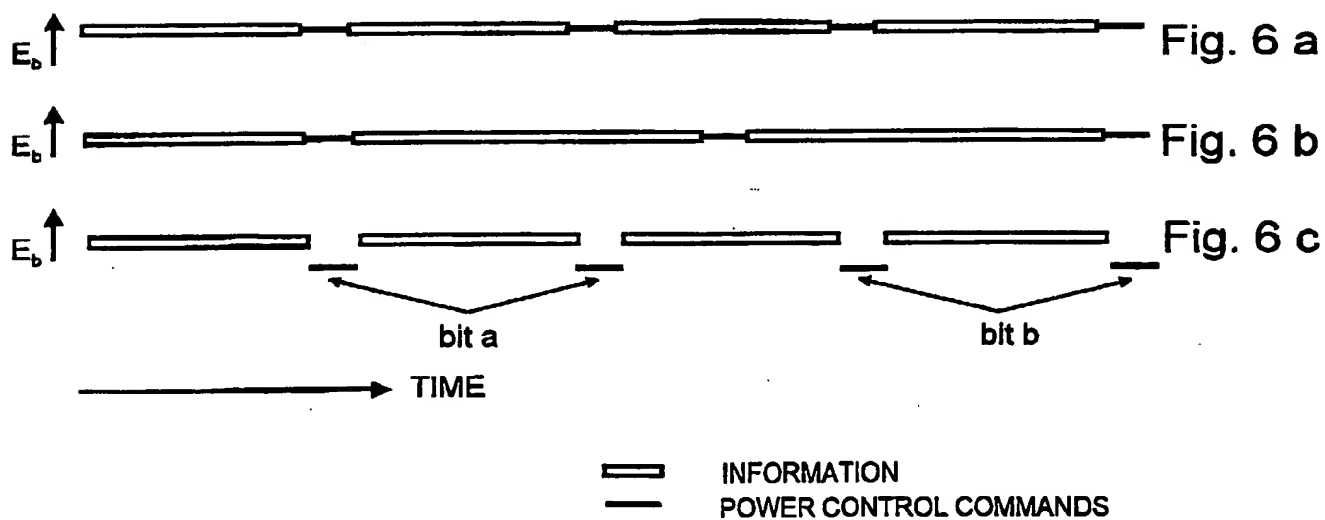 E_b Fig. 6 a
E_b Fig. 6 b
E_b Fig. 6 c
bit a bit b
TIME
INFORMATION
POWER CONTROL COMMANDS